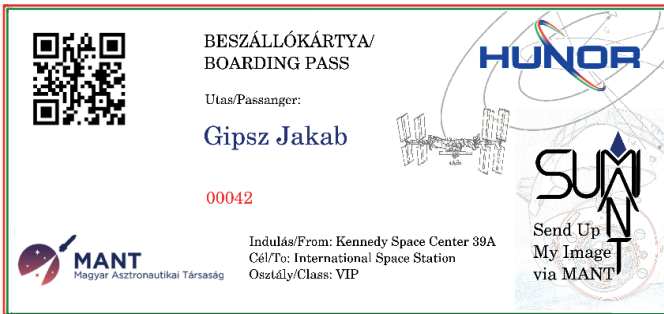 BESZÁLLÓKÁRTYA/
BOARDING PASS
HUNOR
Utas/Passanger:
Gipsz Jakab
00042
SUMMANT
Send Up
My Image
via MANT
MANT
Magyar Asztronautikai Társaság
Indulás/From: Kennedy Space Center 39A
Cél/To: International Space Station
Osztály/Class: VIP